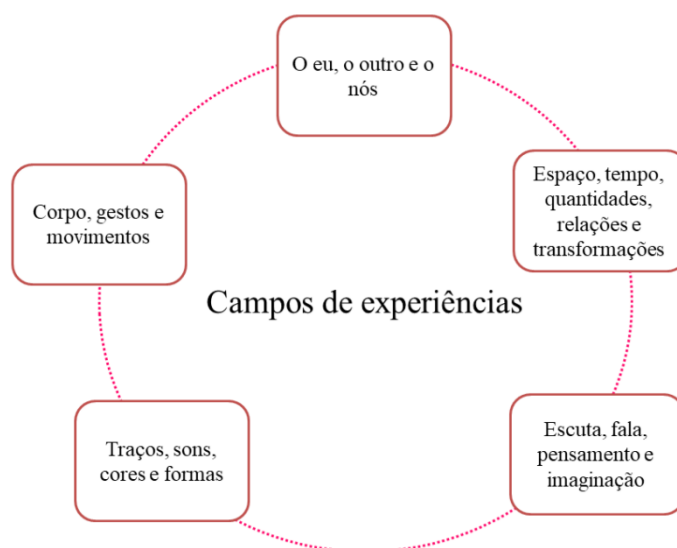 O eu, o outro e o
nós
Espaço, tempo,
quantidades,
relações e
transformações
Corpo, gestos e
movimentos
Campos de experiências
Escuta, fala,
pensamento e
imaginação
Traços, sons,
cores e formas